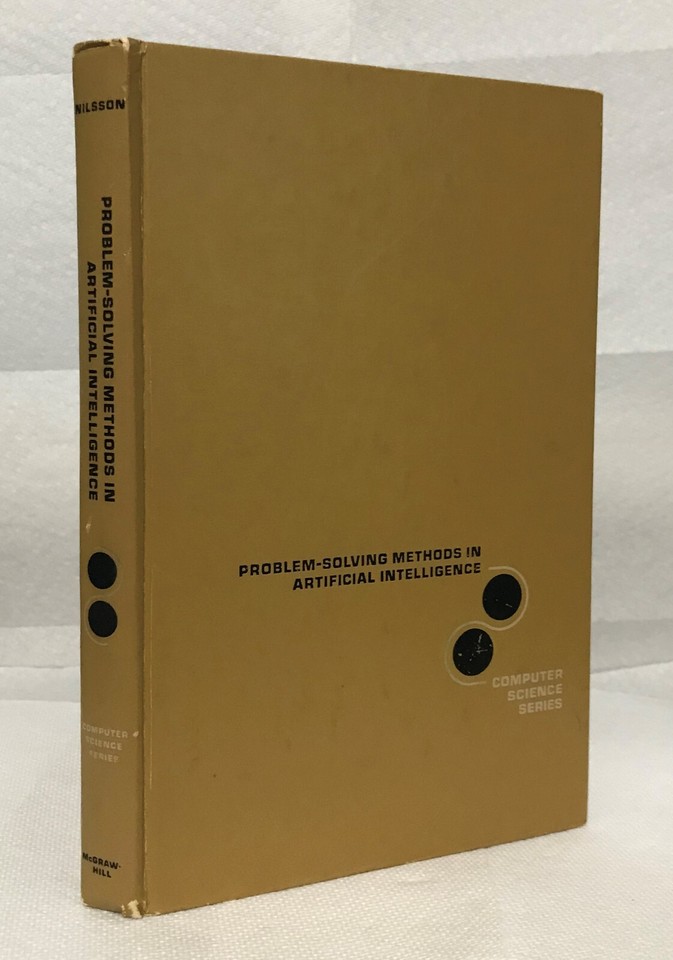 NILSSON
PROBLEM-SOLVING METHODS IN
ARTIFICIAL INTELLIGENCE
COMPUTER
SCIENCE
SERIES
McGRAW-
HILL
PROBLEM-SOLVING METHODS IN
ARTIFICIAL INTELLIGENCE
COMPUTER
SCIENCE
SERIES